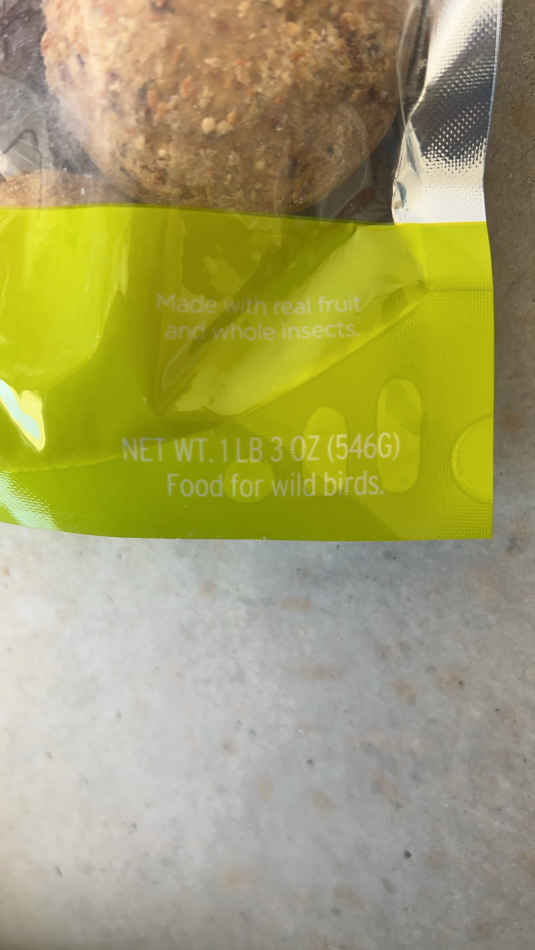 Made with real fruit
and whole insects.
NET WT. 1 LB 3 OZ (546G)
Food for wild birds.